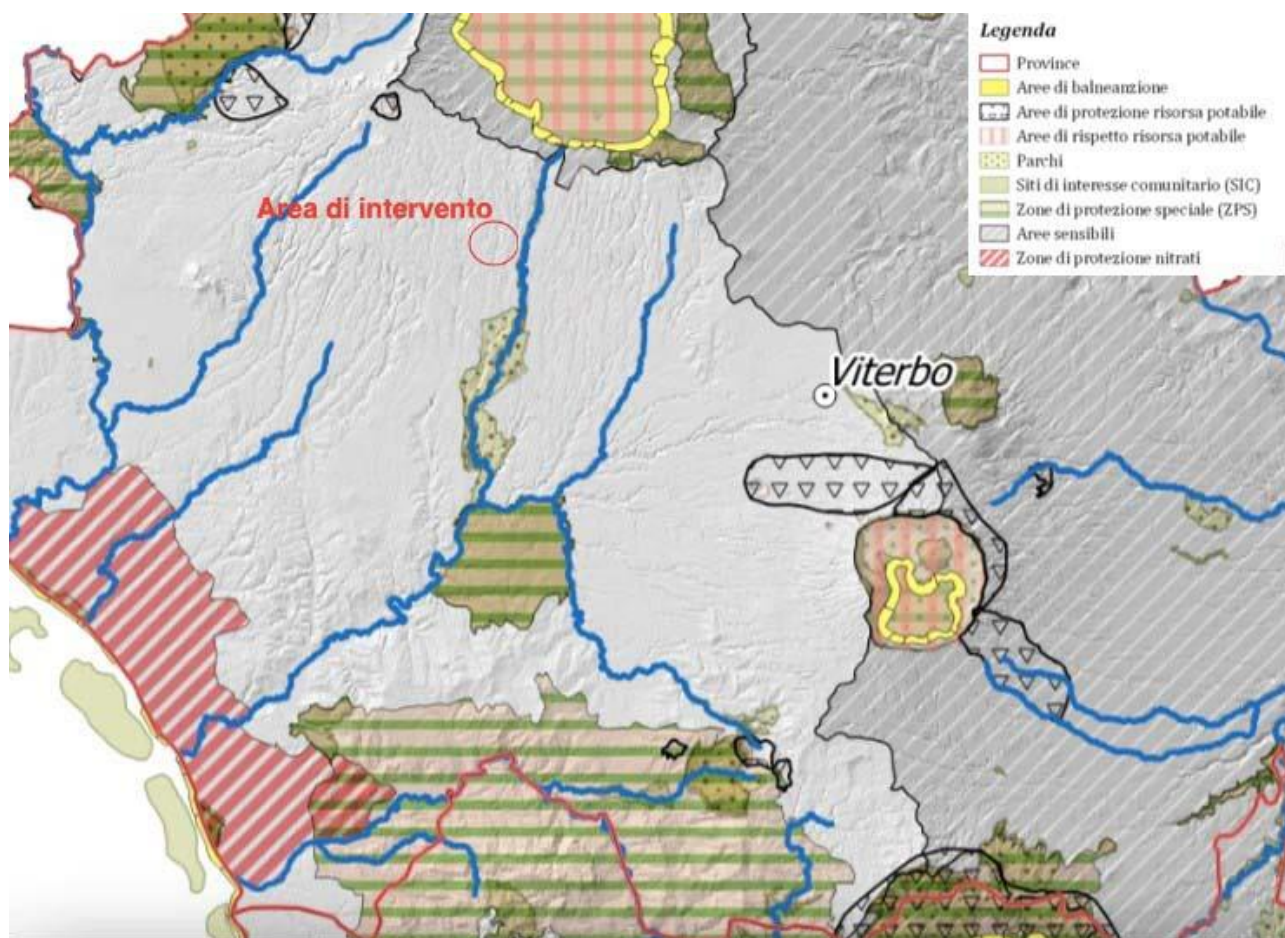 Legenda
Province
Aree di balneanzione
Aree di protezione risorsa potabile
Aree di rispetto risorsa potabile
Parchi
Siti di interesse comunitario (SIC)
Zone di protezione speciale (ZPS)
Aree sensibili
Zone di protezione nitrati
Area di intervento
Viterbo